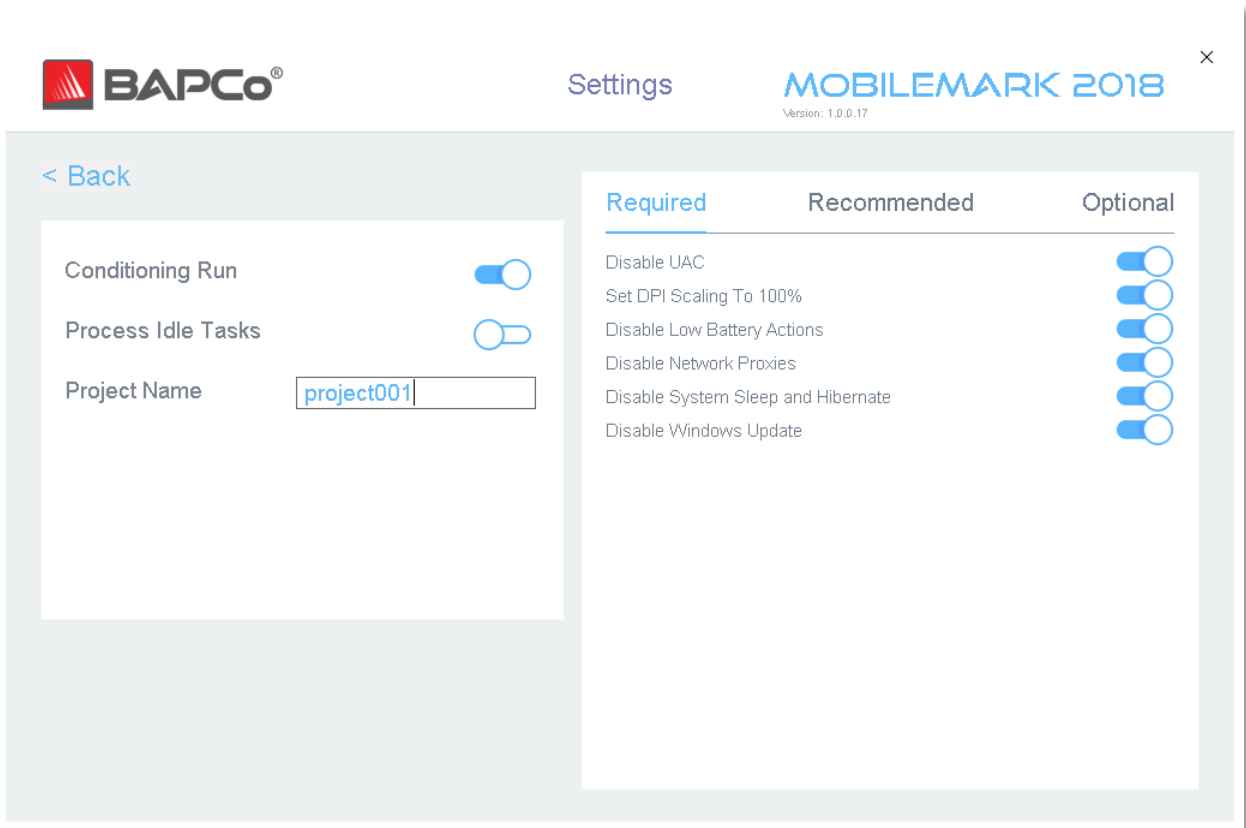 BAPCo®
Settings
MOBILEMARK 2018
Version: 1.0.0.17
< Back
Conditioning Run
Process Idle Tasks
Project Name project001
Required Recommended Optional
Disable UAC
Set DPI Scaling To 100%
Disable Low Battery Actions
Disable Network Proxies
Disable System Sleep and Hibernate
Disable Windows Update